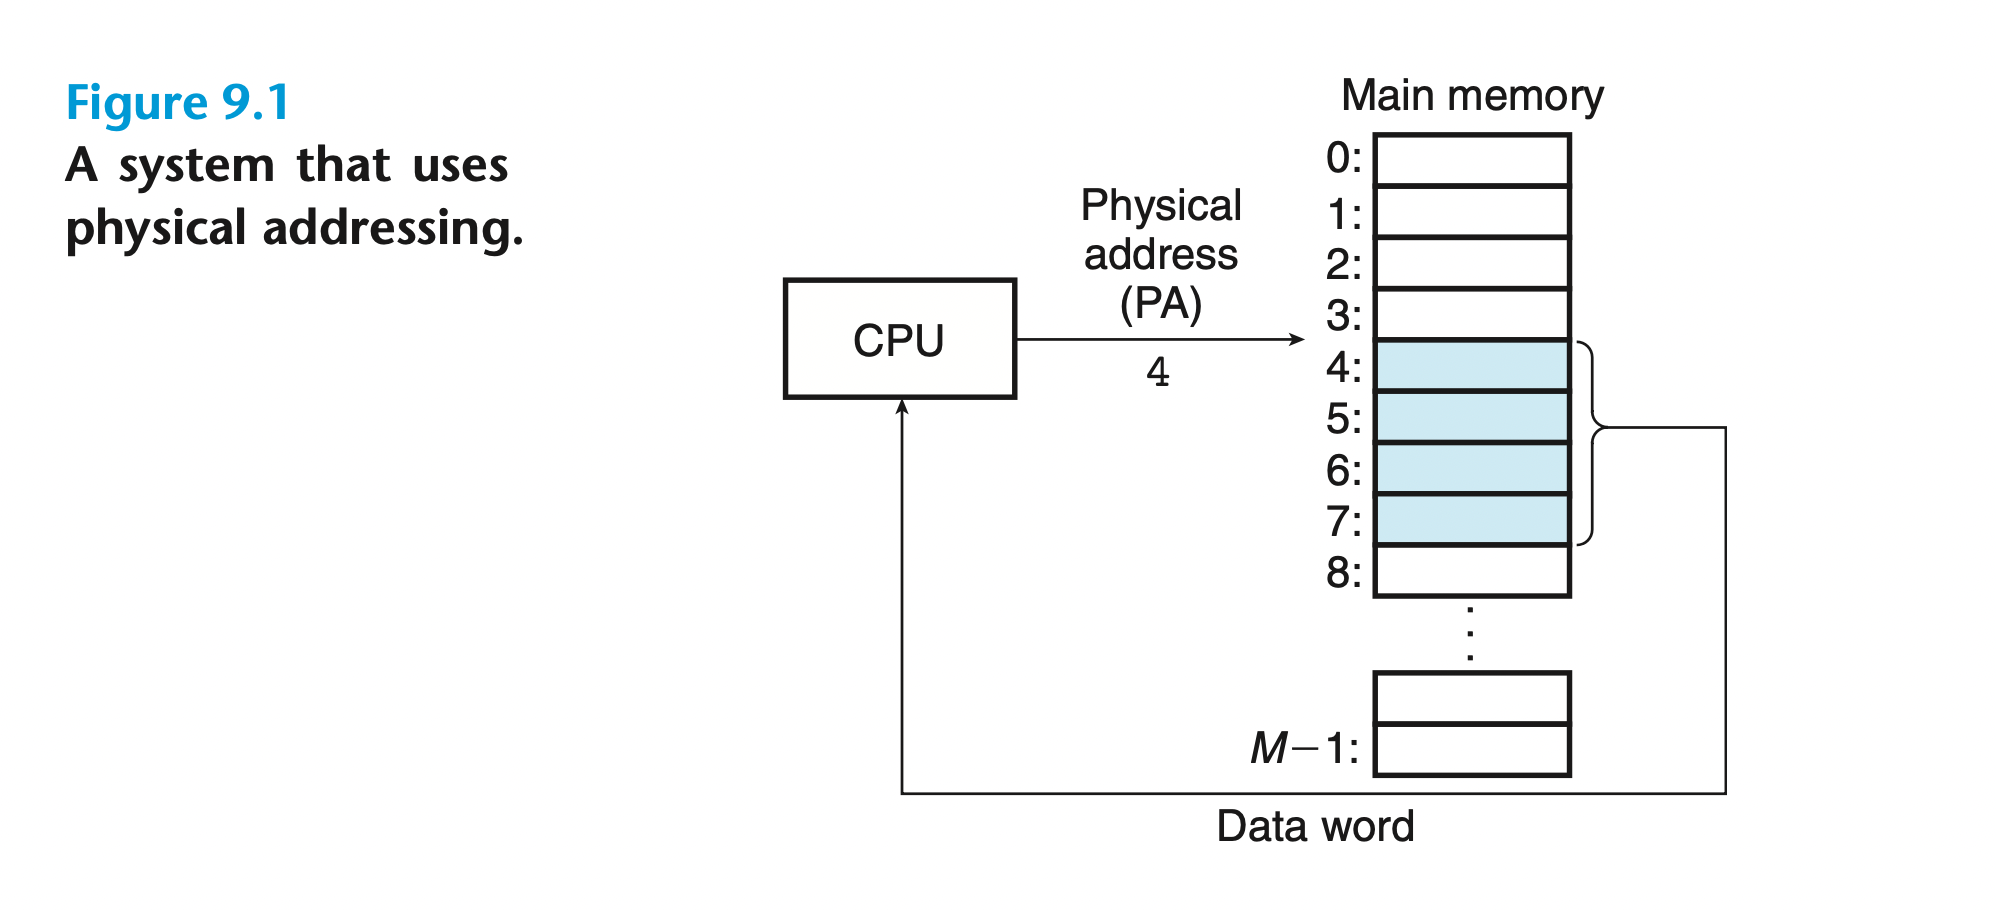 Figure 9.1
A system that uses
physical addressing.
Main memory
0:
1:
2:
3:
4:
5:
6:
7:
8:
M−1:
Physical
address
(PA)
4
CPU
Data word